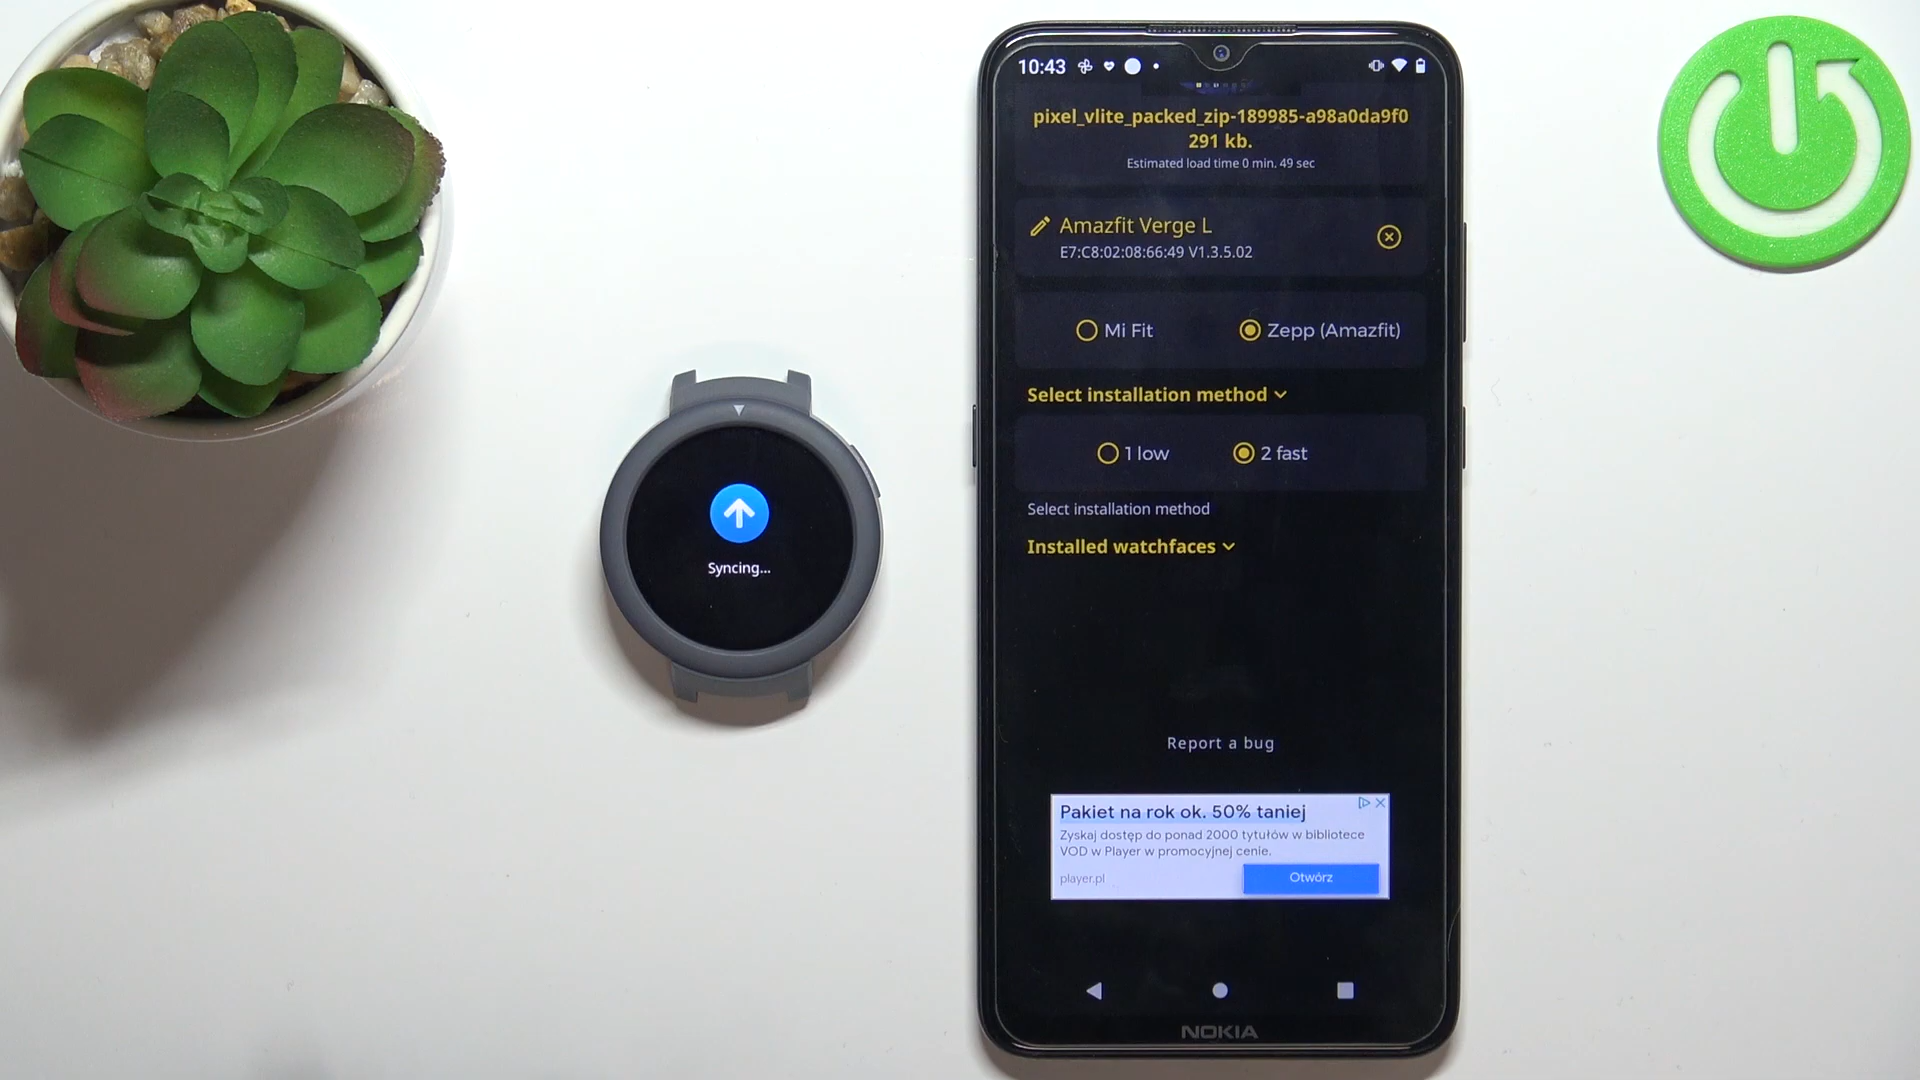 Syncing...
10:43
pixel_vlite_packed_zip-189985-a98a0da9f0
291 kb.
Estimated load time 0 min. 49 sec
Amazfit Verge L
E7:C8:02:08:66:49 V1.3.5.02
Mi Fit
Zepp (Amazfit)
Select installation method
1 low
2 fast
Select installation method
Installed watchfaces
Report a bug
Pakiet na rok ok. 50% taniej
Zyskaj dostęp do ponad 2000 tytułów w bibliotece
VOD w Player w promocyjnej cenie.
player.pl
Otwórz
NOKIA